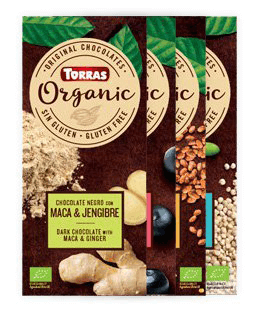 ORIGINAL CHOCOLATES
TORRAS
Organic
SIN GLUTEN • GLUTEN FREE
CHOCOLATE NEGRO CON
MACA & JENGIBRE
DARK CHOCOLATE WITH
MACA & GINGER